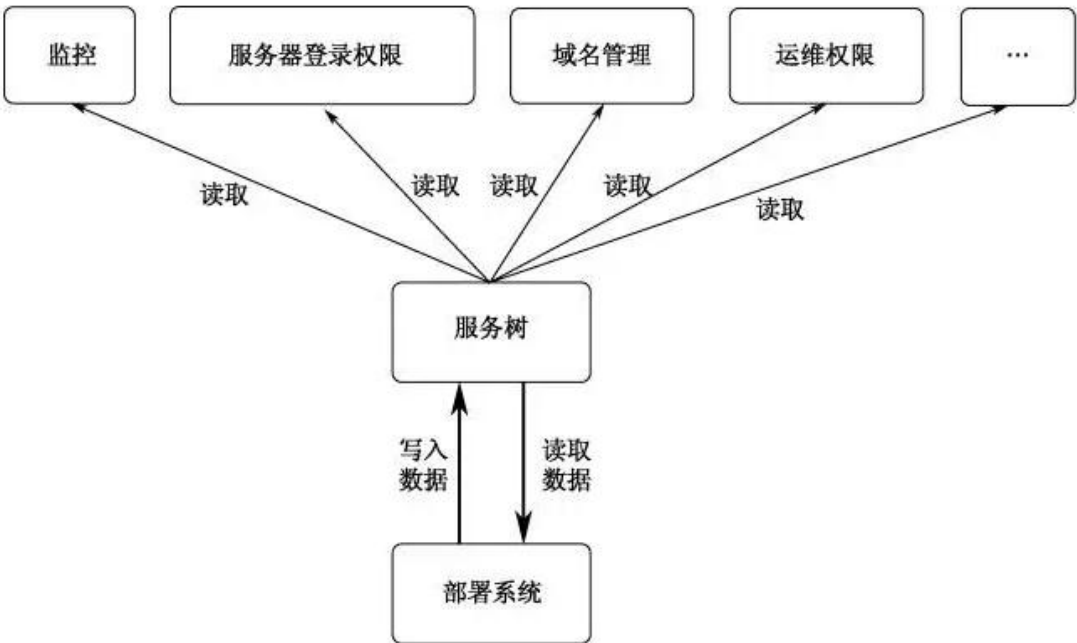 监控
服务器登录权限
域名管理
运维权限
…
读取
读取
读取
读取
读取
服务树
写入
数据
读取
数据
部署系统